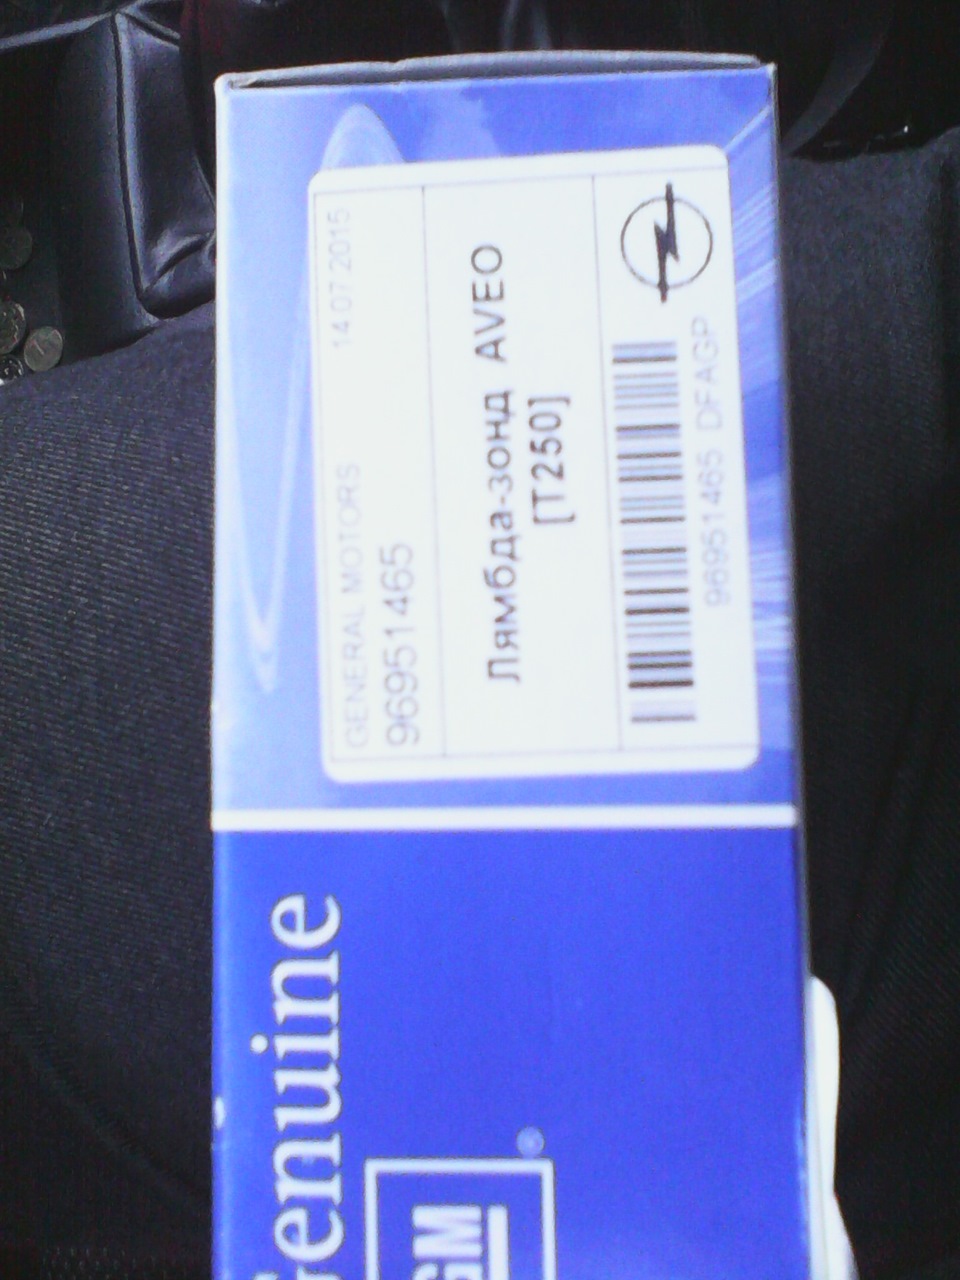 GENERAL MOTORS 14.07.2015
96951465
Лямбда-зонд AVEO
[T250]
96951465 DFAGP
Genuine
GM
®